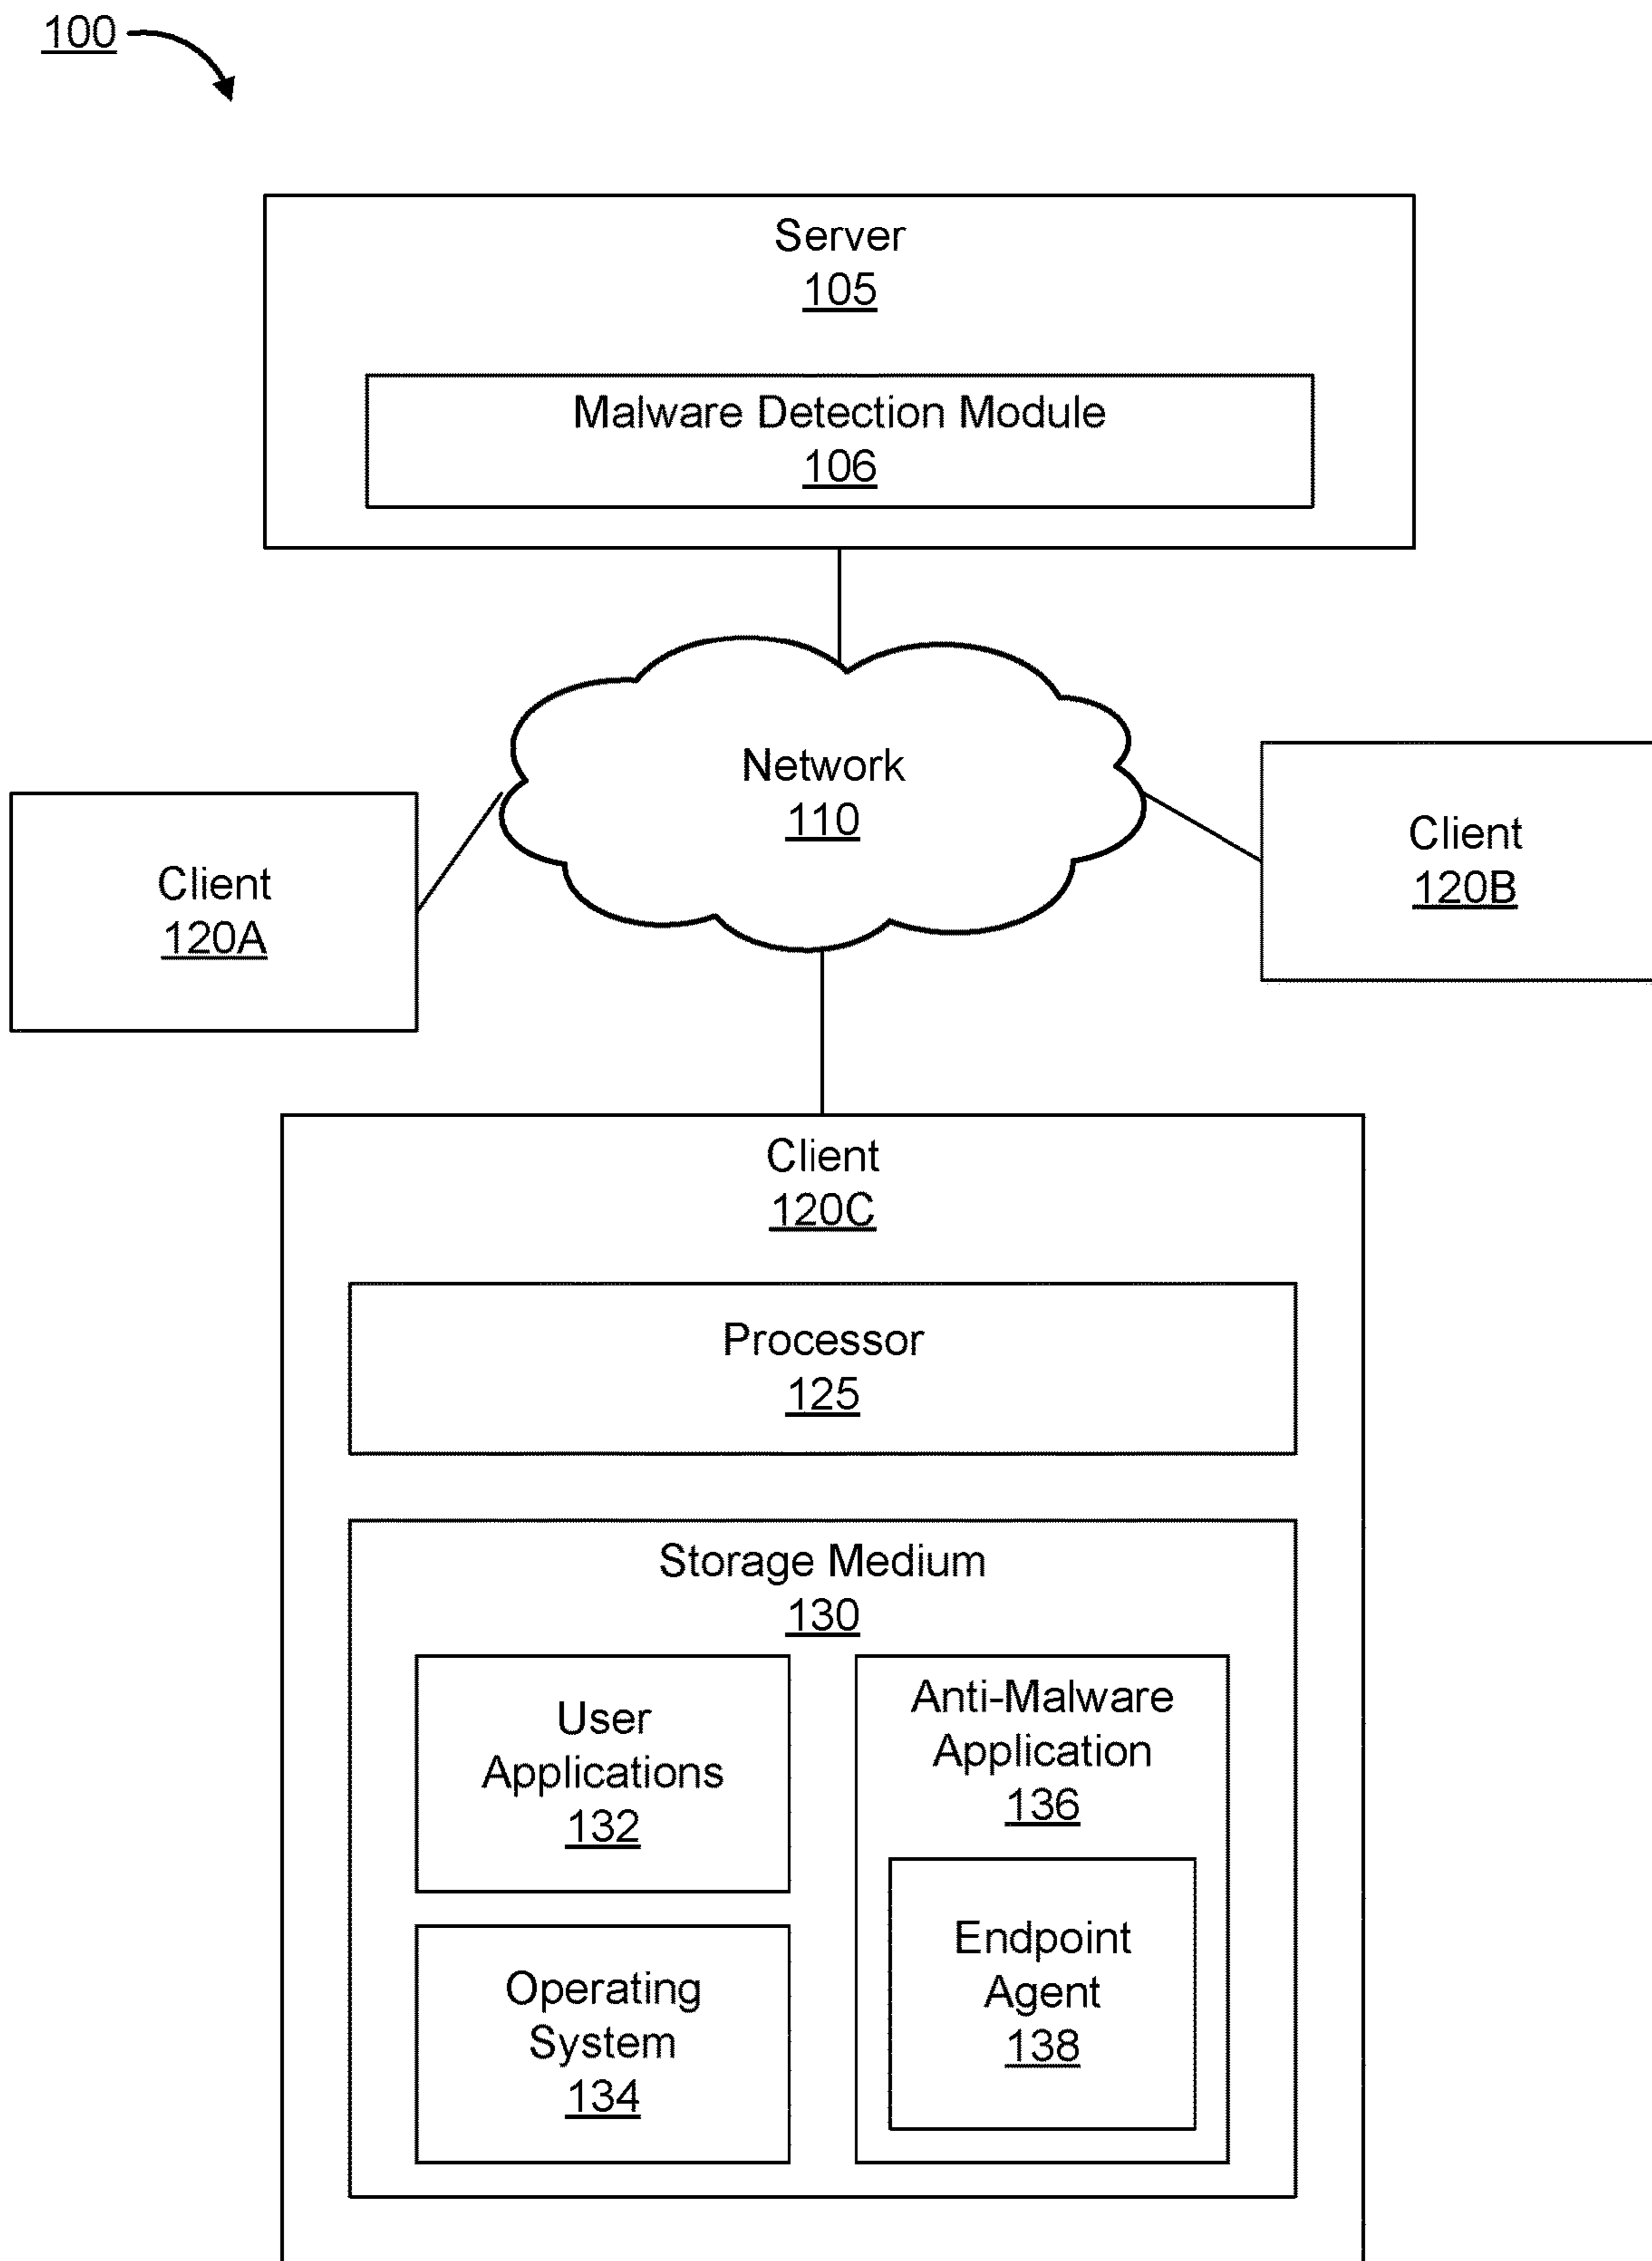 100
Server
105
Malware Detection Module
106
Network
110
Client
120A
Client
120B
Client
120C
Processor
125
Storage Medium
130
User
Applications
132
Operating
System
134
Anti-Malware
Application
136
Endpoint
Agent
138